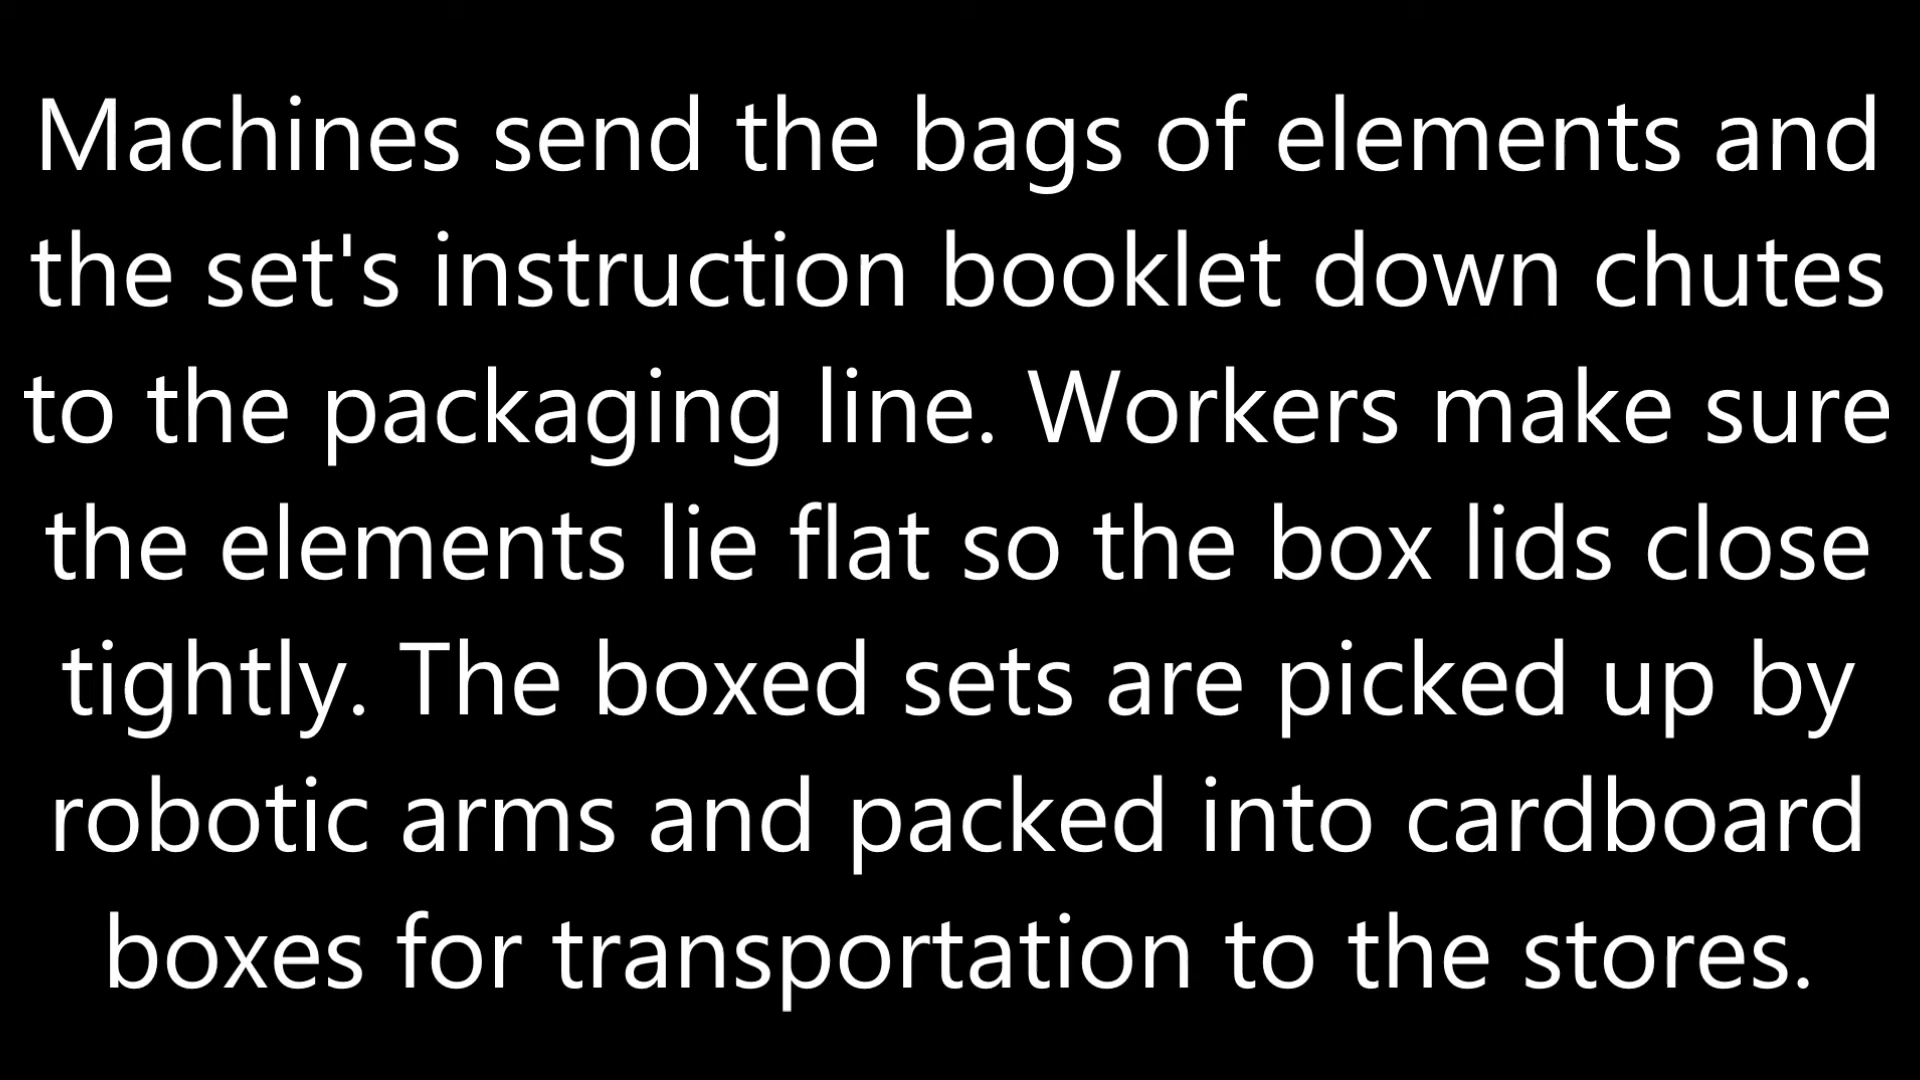 Machines send the bags of elements and
the set's instruction booklet down chutes
to the packaging line. Workers make sure
the elements lie flat so the box lids close
tightly. The boxed sets are picked up by
robotic arms and packed into cardboard
boxes for transportation to the stores.